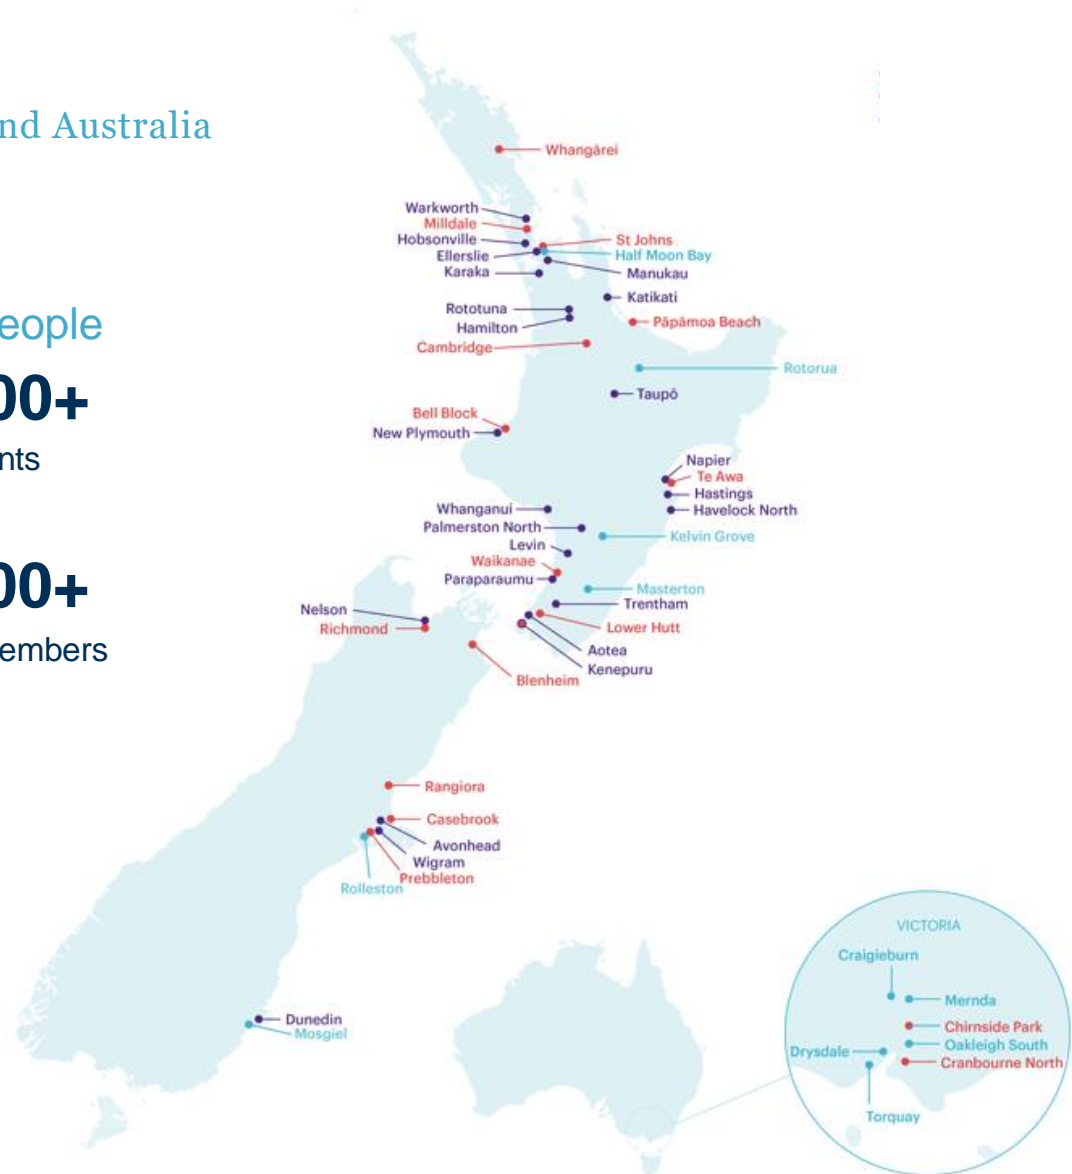 nd Australia
eople
00+
nts
00+
embers
Whangārei
Warkworth
Milldale
Hobsonville
St Johns
Ellerslie
Half Moon Bay
Karaka
Manukau
Katikati
Rototuna
Hamilton
Pāpāmoa Beach
Cambridge
Rotorua
Taupō
Bell Block
New Plymouth
Napier
Te Awa
Hastings
Whanganui
Havelock North
Palmerston North
Kelvin Grove
Levin
Waikanae
Paraparaumu
Masterton
Trentham
Nelson
Richmond
Lower Hutt
Aotea
Kenepuru
Blenheim
Rangiora
Casebrook
Avonhead
Wigram
Prebbleton
Rolleston
Dunedin
Mosgiel
VICTORIA
Craigieburn
Mernda
Chirnside Park
Oakleigh South
Drysdale
Cranbourne North
Torquay